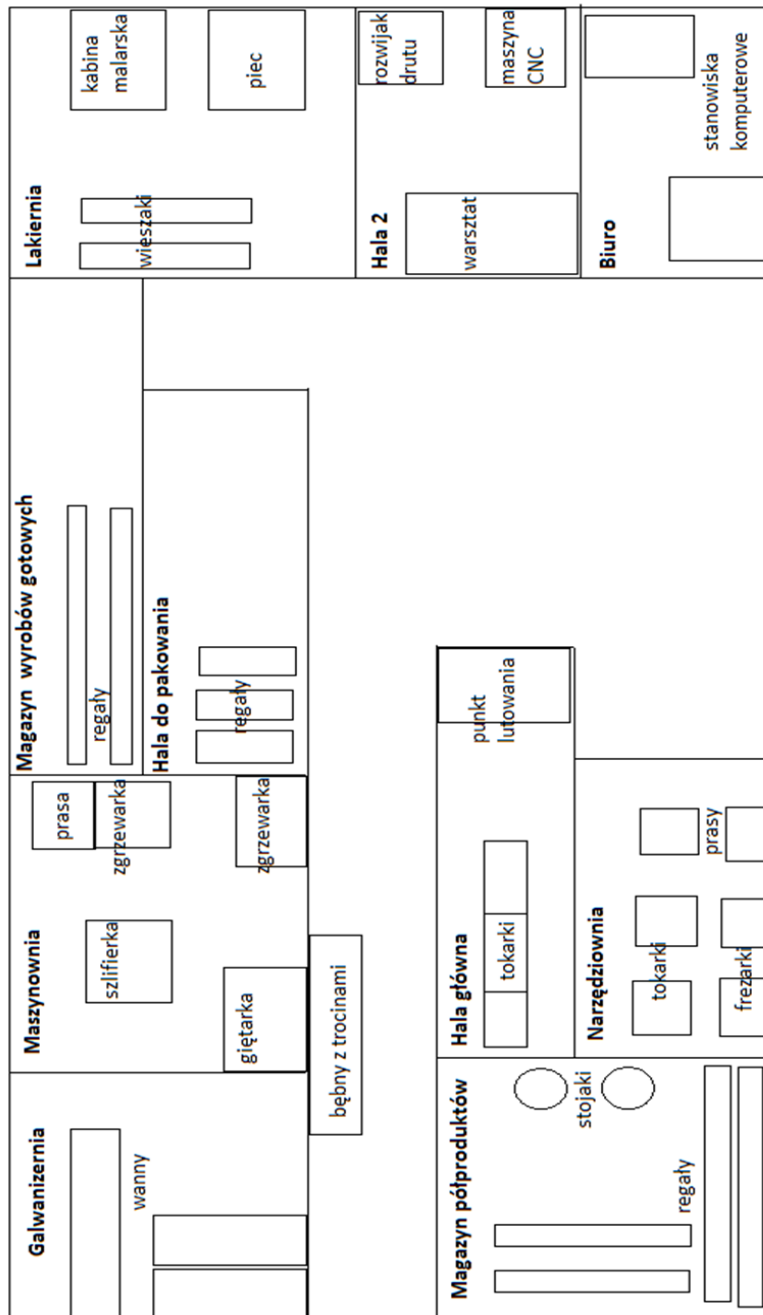 Galwanizernia
wanny
Maszynownia
prasa
zgrzewarka
szlifierka
giętarka
zgrzewarka
bębny z trocinami
Magazyn wyrobów gotowych
regały
Hala do pakowania
regały
Lakiernia
kabina
malarska
wieszaki
piec
Hala 2
rozwijak
drutu
warsztat
maszyna
CNC
Biuro
stanowiska
komputerowe
Magazyn półproduktów
stojaki
regały
Hala główna
tokarki
punkt
lutowania
Narzędziownia
tokarki
prasy
frezarki